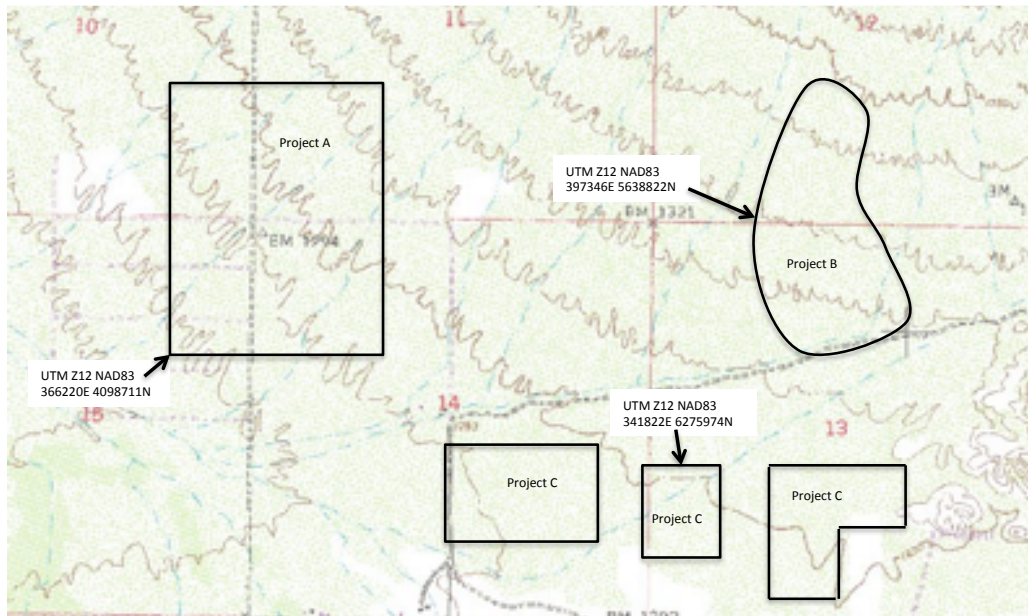 10
11
12
Project A
UTM Z12 NAD83
397346E 5638822N
BM 1321
BM
Project B
UTM Z12 NAD83
366220E 4098711N
15
14
UTM Z12 NAD83
341822E 6275974N
13
Project C
Project C
Project C
BM